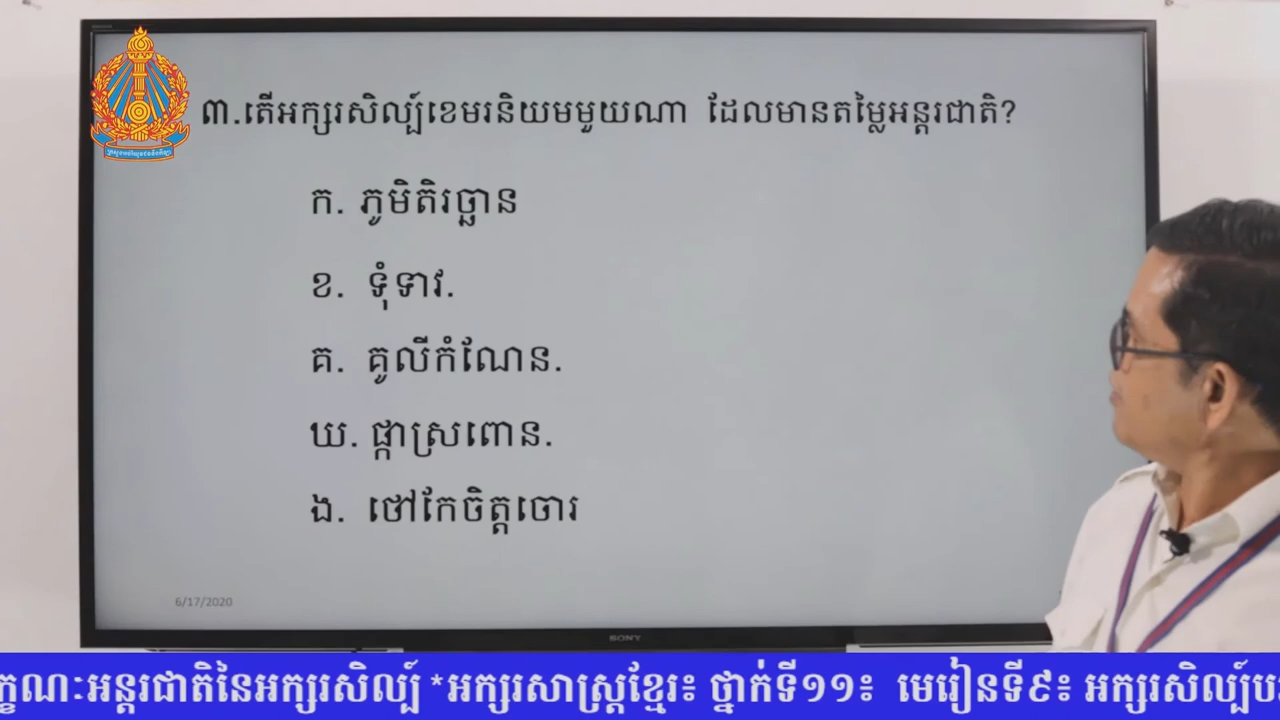 ៣.តើអក្សរសិល្ប៍ខេមរនិយមមួយណា ដែលមានតម្លៃអន្តរជាតិ?
ក. ភូមិតិរច្ឆាន
ខ. ទុំទាវ.
គ. គូលីកំណែន.
ឃ. ផ្កាស្រពោន.
ង. ថៅកែចិត្តចោរ
6/17/2020
SONY
ក្ខណៈអន្តរជាតិនៃអក្សរសិល្ប៍ *អក្សរសាស្ត្រខ្មែរ៖ ថ្នាក់ទី១១៖ មេរៀនទី៩៖ អក្សរសិល្ប៍ប